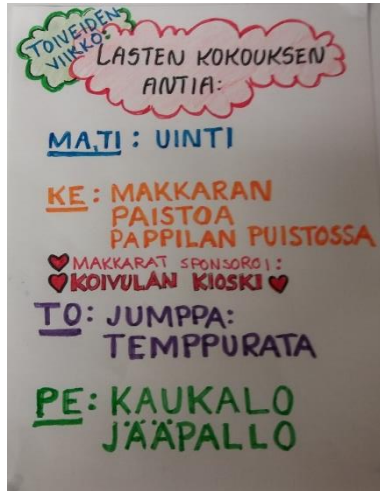 TOIVEIDEN
VIIKKO
LASTEN KOKOUKSEN
ANTIA:
MA,TI: UINTI
KE: MAKKARAN
PAISTOA
PAPPILAN PUISTOSSA
MAKKARAT SPONSOROI:
KOIVULAN KIOSKI
TO: JUMPPA:
TEMPPURATA
PE: KAUKALO
JÄÄPALLO